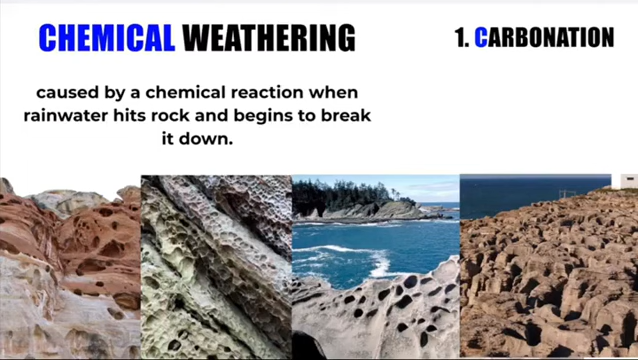 CHEMICAL WEATHERING
1. CARBONATION
caused by a chemical reaction when
rainwater hits rock and begins to break
it down.